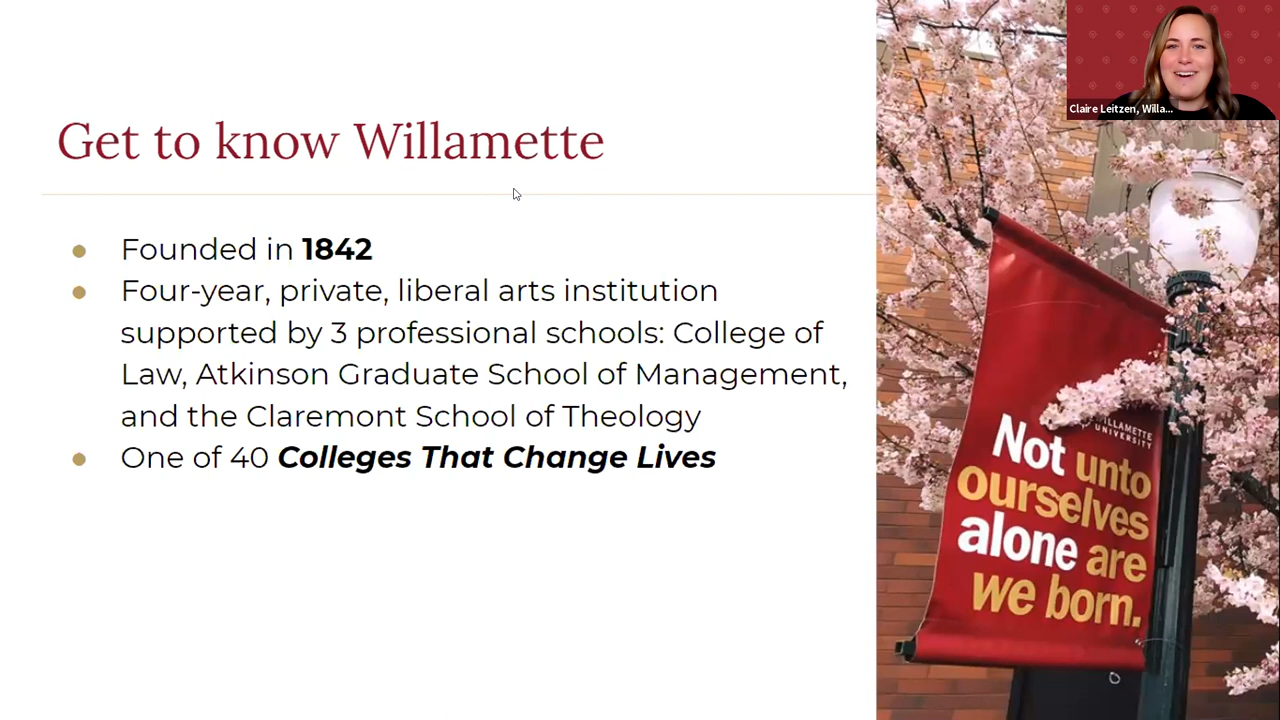 Get to know Willamette
Founded in 1842
Four-year, private, liberal arts institution
supported by 3 professional schools: College of
Law, Atkinson Graduate School of Management,
and the Claremont School of Theology
One of 40 Colleges That Change Lives
Claire Leitzen, Willa...
WILLAMETTE
UNIVERSITY
Not unto
ourselves
alone are
we born.